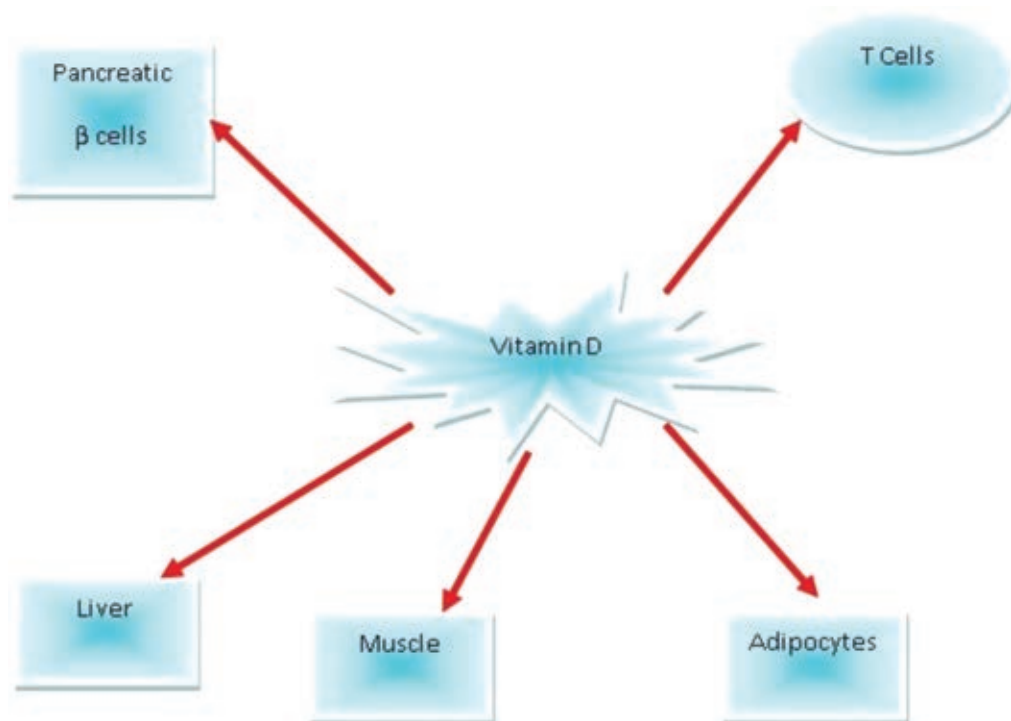 Pancreatic
β cells
T Cells
Vitamin D
Liver
Muscle
Adipocytes